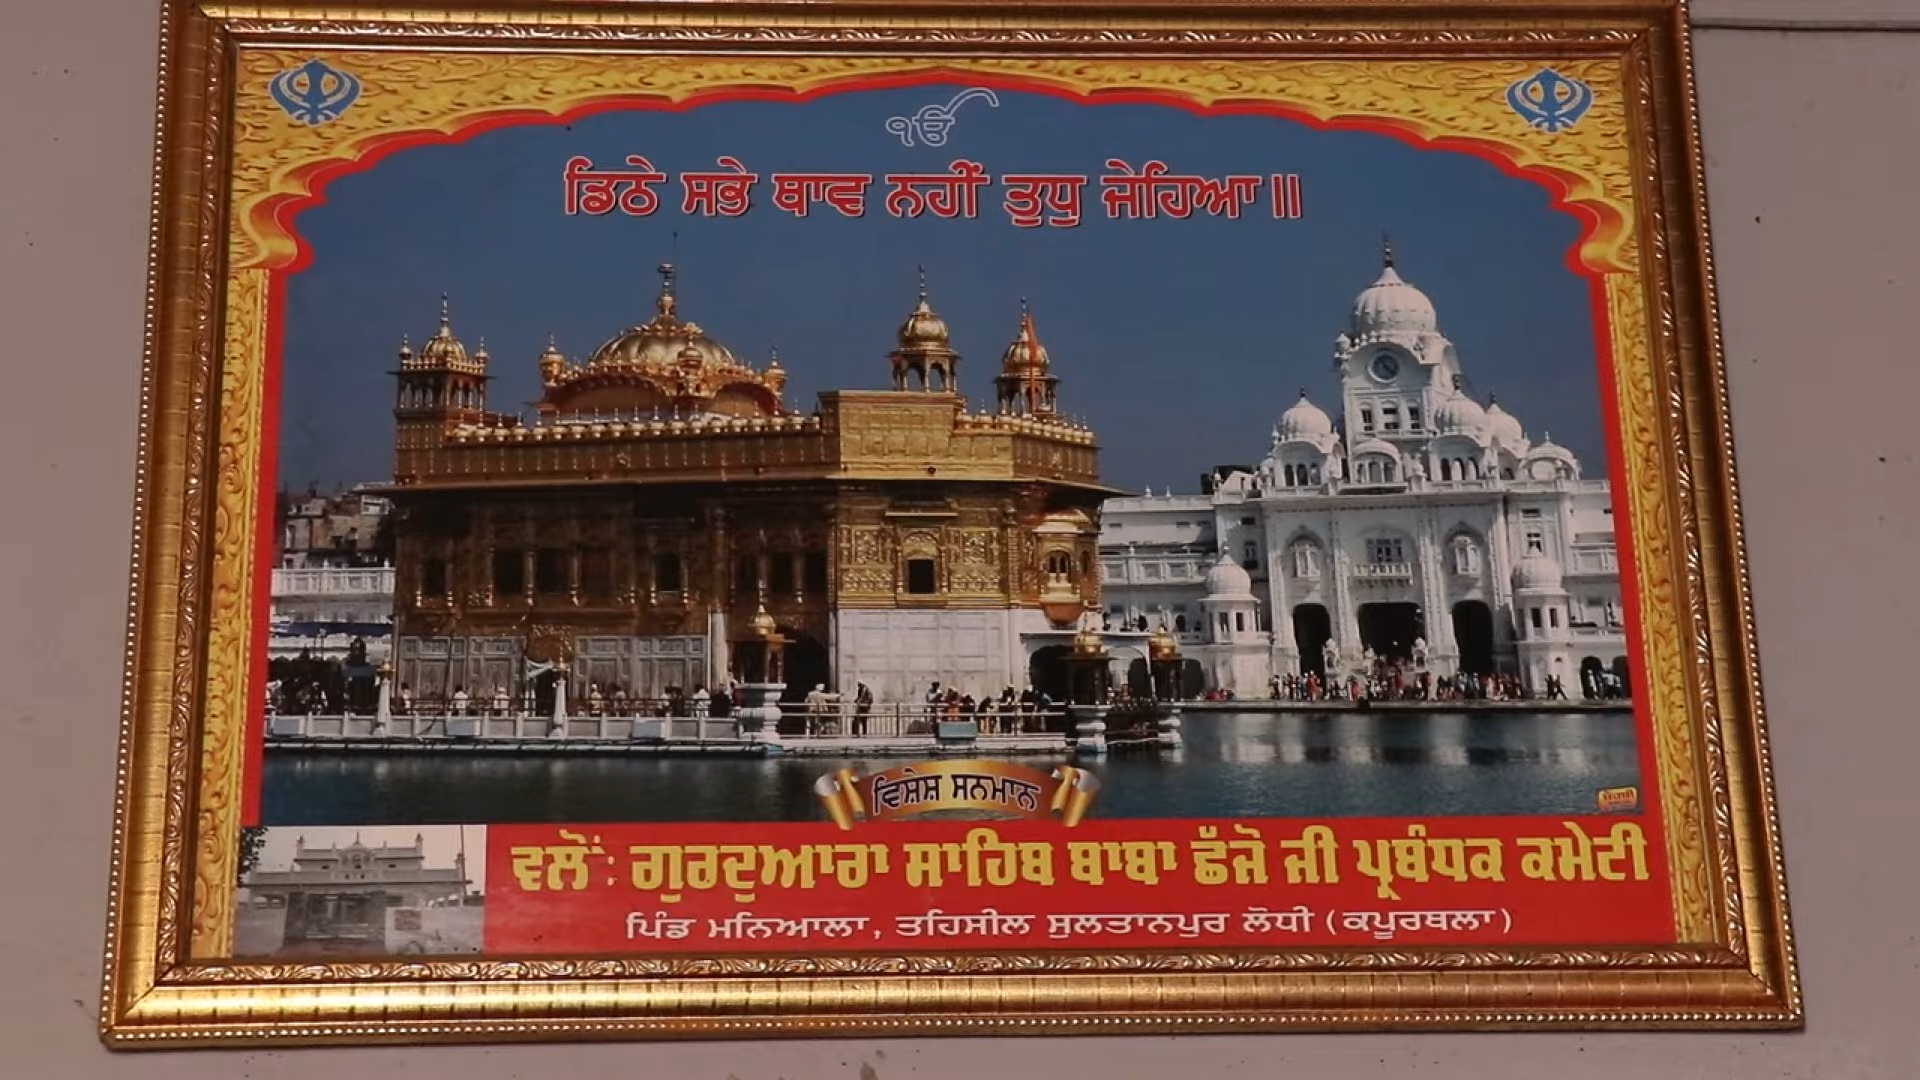 ੴ
ਡਿਠੇ ਸਭੇ ਥਾਵ ਨਹੀਂ ਤੁਧੁ ਜੇਹਿਆ॥
ਵਿਸ਼ੇਸ਼ ਸਨਮਾਨ
ਵਲੋਂ: ਗੁਰਦੁਆਰਾ ਸਾਹਿਬ ਬਾਬਾ ਛੱਜੋ ਜੀ ਪ੍ਰਬੰਧਕ ਕਮੇਟੀ
ਪਿੰਡ ਮਨਿਆਲਾ, ਤਹਿਸੀਲ ਸੁਲਤਾਨਪੁਰ ਲੋਧੀ (ਕਪੂਰਥਲਾ)